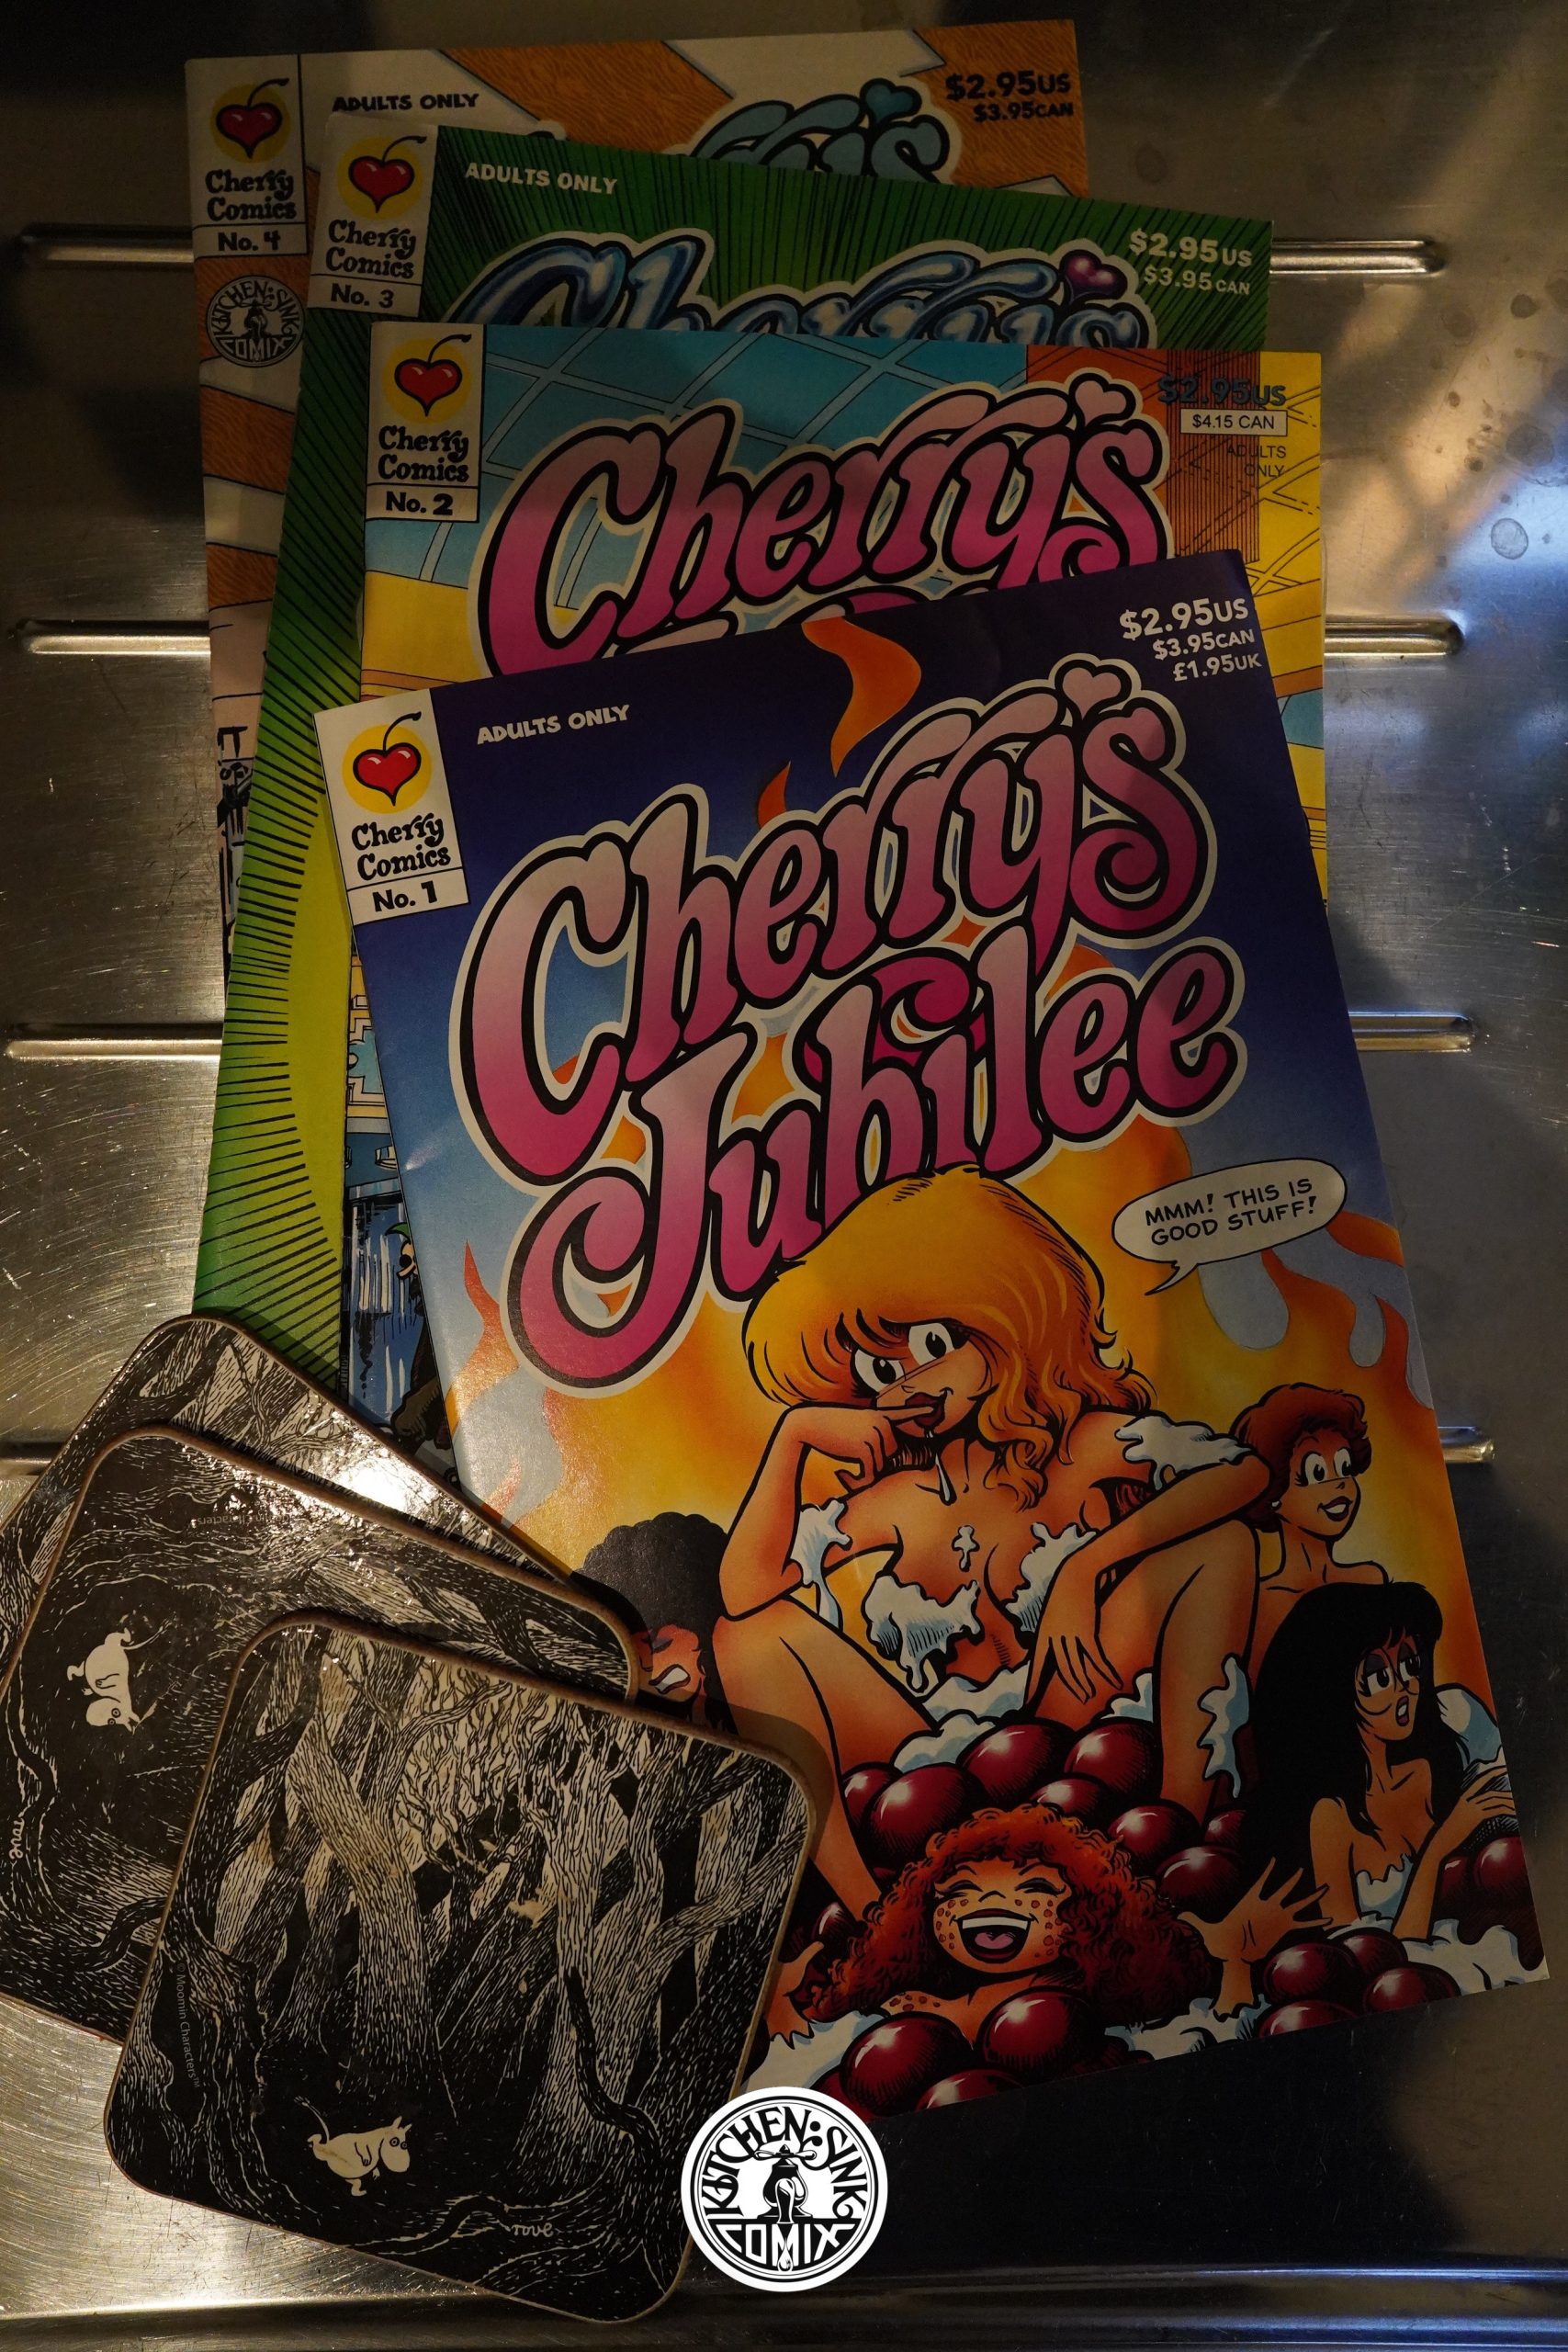 ADULTS ONLY
$2.95US
$3.95CAN
Cherry
Comics
No. 4
KITCHEN SINK
COMIX
ADULTS ONLY
$2.95US
$3.95CAN
Cherry
Comics
No. 3
Cherry's
$2.95US
$4.15 CAN
ADULTS
ONLY
Cherry
Comics
No. 2
Cherry's
$2.95US
$3.95CAN
£1.95UK
ADULTS ONLY
Cherry
Comics
No. 1
Cherry's
Jubilee
MMM! THIS IS
GOOD STUFF!
tove
© Moomin Characters™
tove
KITCHEN SINK
COMIX